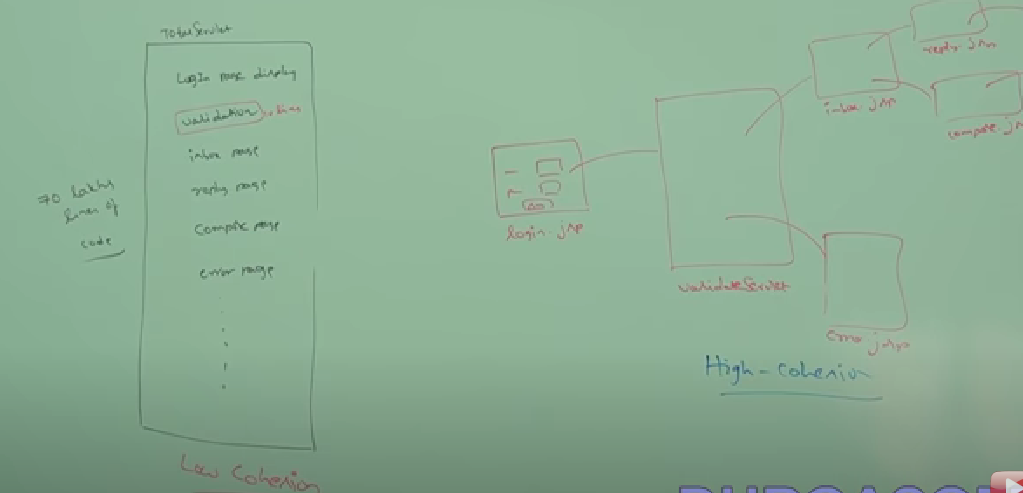 TotalServlet
LogIn page display
validation
inbox page
reply page
compose page
error page
70 lakhs
lines of
code
Low Cohesion
login.jsp
validateServlet
inbox.jsp
reply.jsp
compose.jsp
error.jsp
High-cohesion